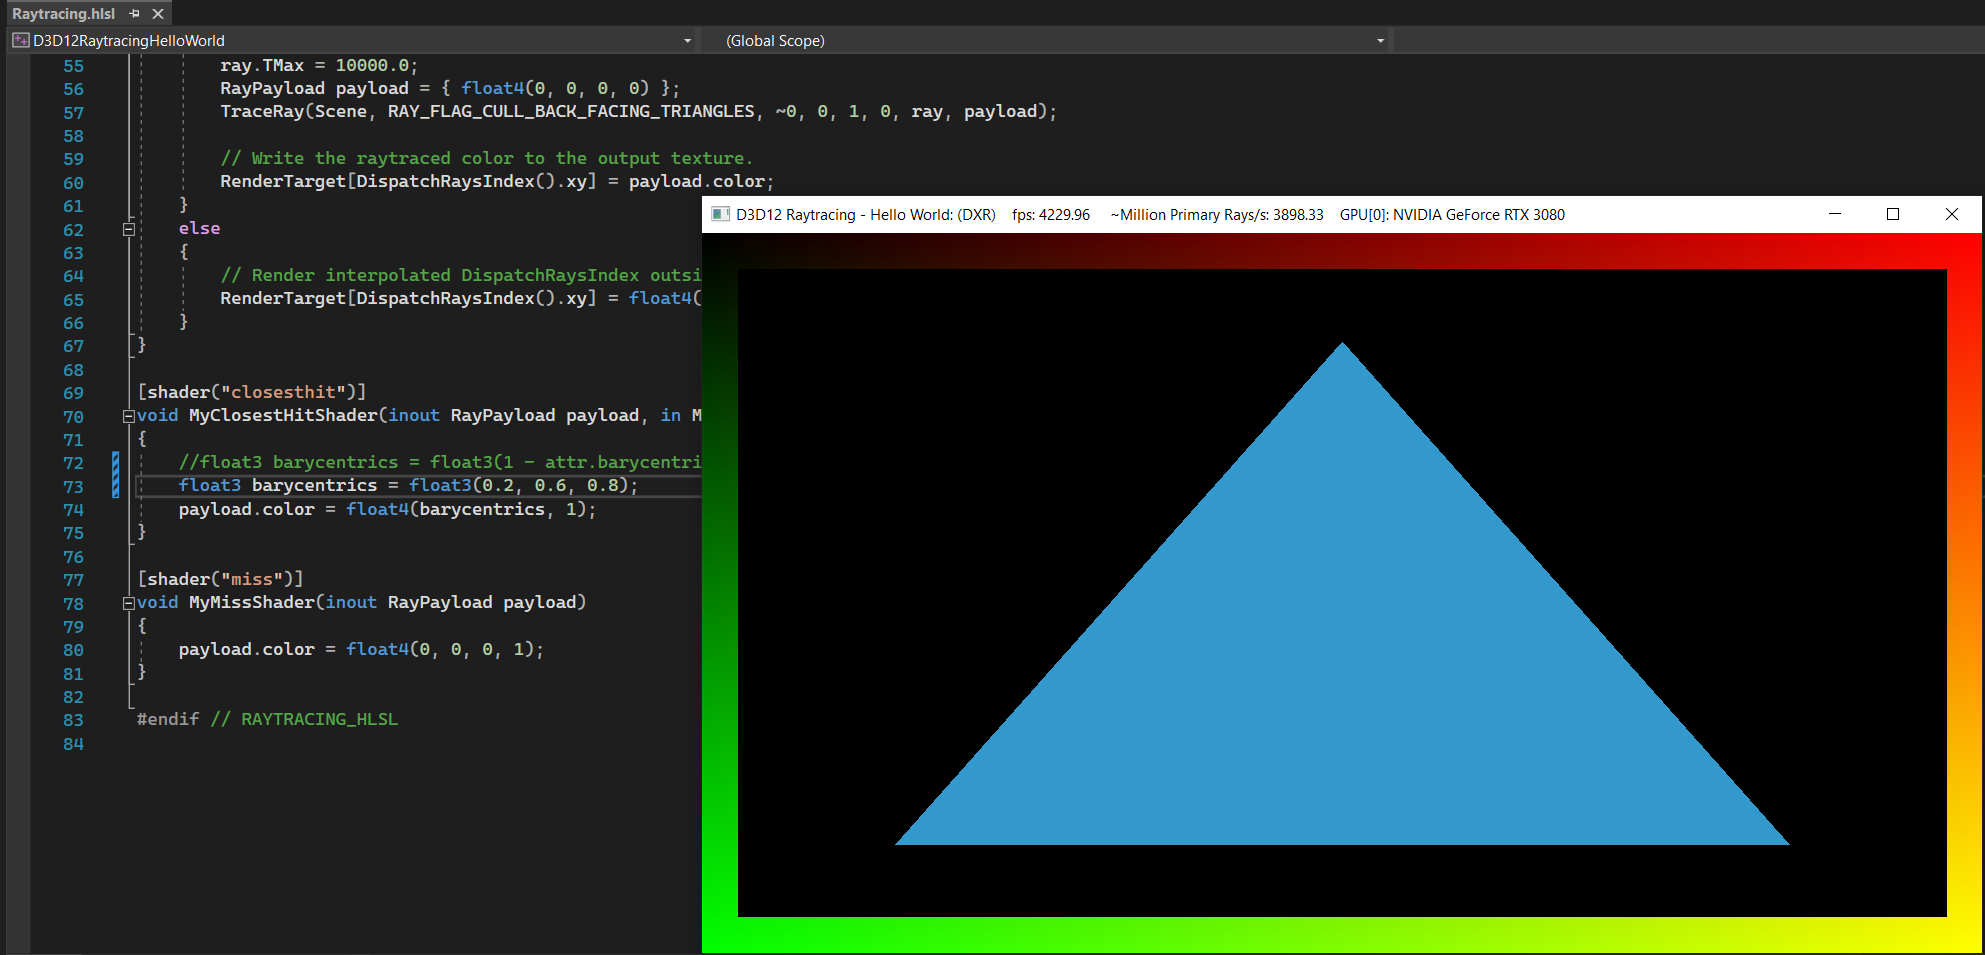 Raytracing.hlsl
D3D12RaytracingHelloWorld
(Global Scope)
55 ray.TMax = 10000.0;
56 RayPayload payload = { float4(0, 0, 0, 0) };
57 TraceRay(Scene, RAY_FLAG_CULL_BACK_FACING_TRIANGLES, ~0, 0, 1, 0, ray, payload);
58
59 // Write the raytraced color to the output texture.
60 RenderTarget[DispatchRaysIndex().xy] = payload.color;
61 }
62 else
63 {
64 // Render interpolated DispatchRaysIndex outsi
65 RenderTarget[DispatchRaysIndex().xy] = float4(
66 }
67 }
68
69 [shader("closesthit")]
70 void MyClosestHitShader(inout RayPayload payload, in M
71 {
72 //float3 barycentrics = float3(1 - attr.barycentri
73 float3 barycentrics = float3(0.2, 0.6, 0.8);
74 payload.color = float4(barycentrics, 1);
75 }
76
77 [shader("miss")]
78 void MyMissShader(inout RayPayload payload)
79 {
80 payload.color = float4(0, 0, 0, 1);
81 }
82
83 #endif // RAYTRACING_HLSL
84
D3D12 Raytracing - Hello World: (DXR) fps: 4229.96 ~Million Primary Rays/s: 3898.33 GPU[0]: NVIDIA GeForce RTX 3080